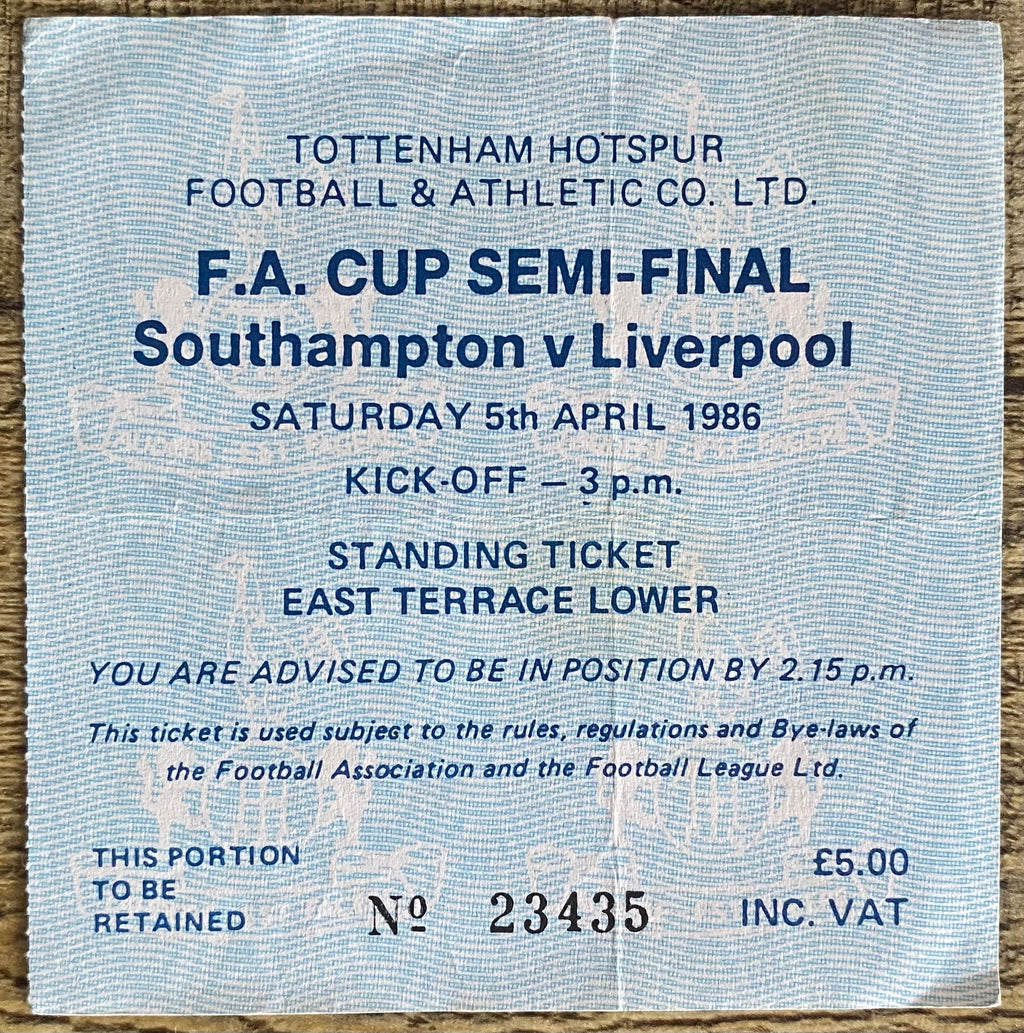 TOTTENHAM HOTSPUR
FOOTBALL & ATHLETIC CO. LTD.
F.A. CUP SEMI-FINAL
Southampton v Liverpool
SATURDAY 5th APRIL 1986
KICK-OFF — 3 p.m.
STANDING TICKET
EAST TERRACE LOWER
YOU ARE ADVISED TO BE IN POSITION BY 2.15 p.m.
This ticket is used subject to the rules, regulations and Bye-laws of
the Football Association and the Football League Ltd.
THIS PORTION
TO BE
RETAINED
Nº 23435
£5.00
INC. VAT